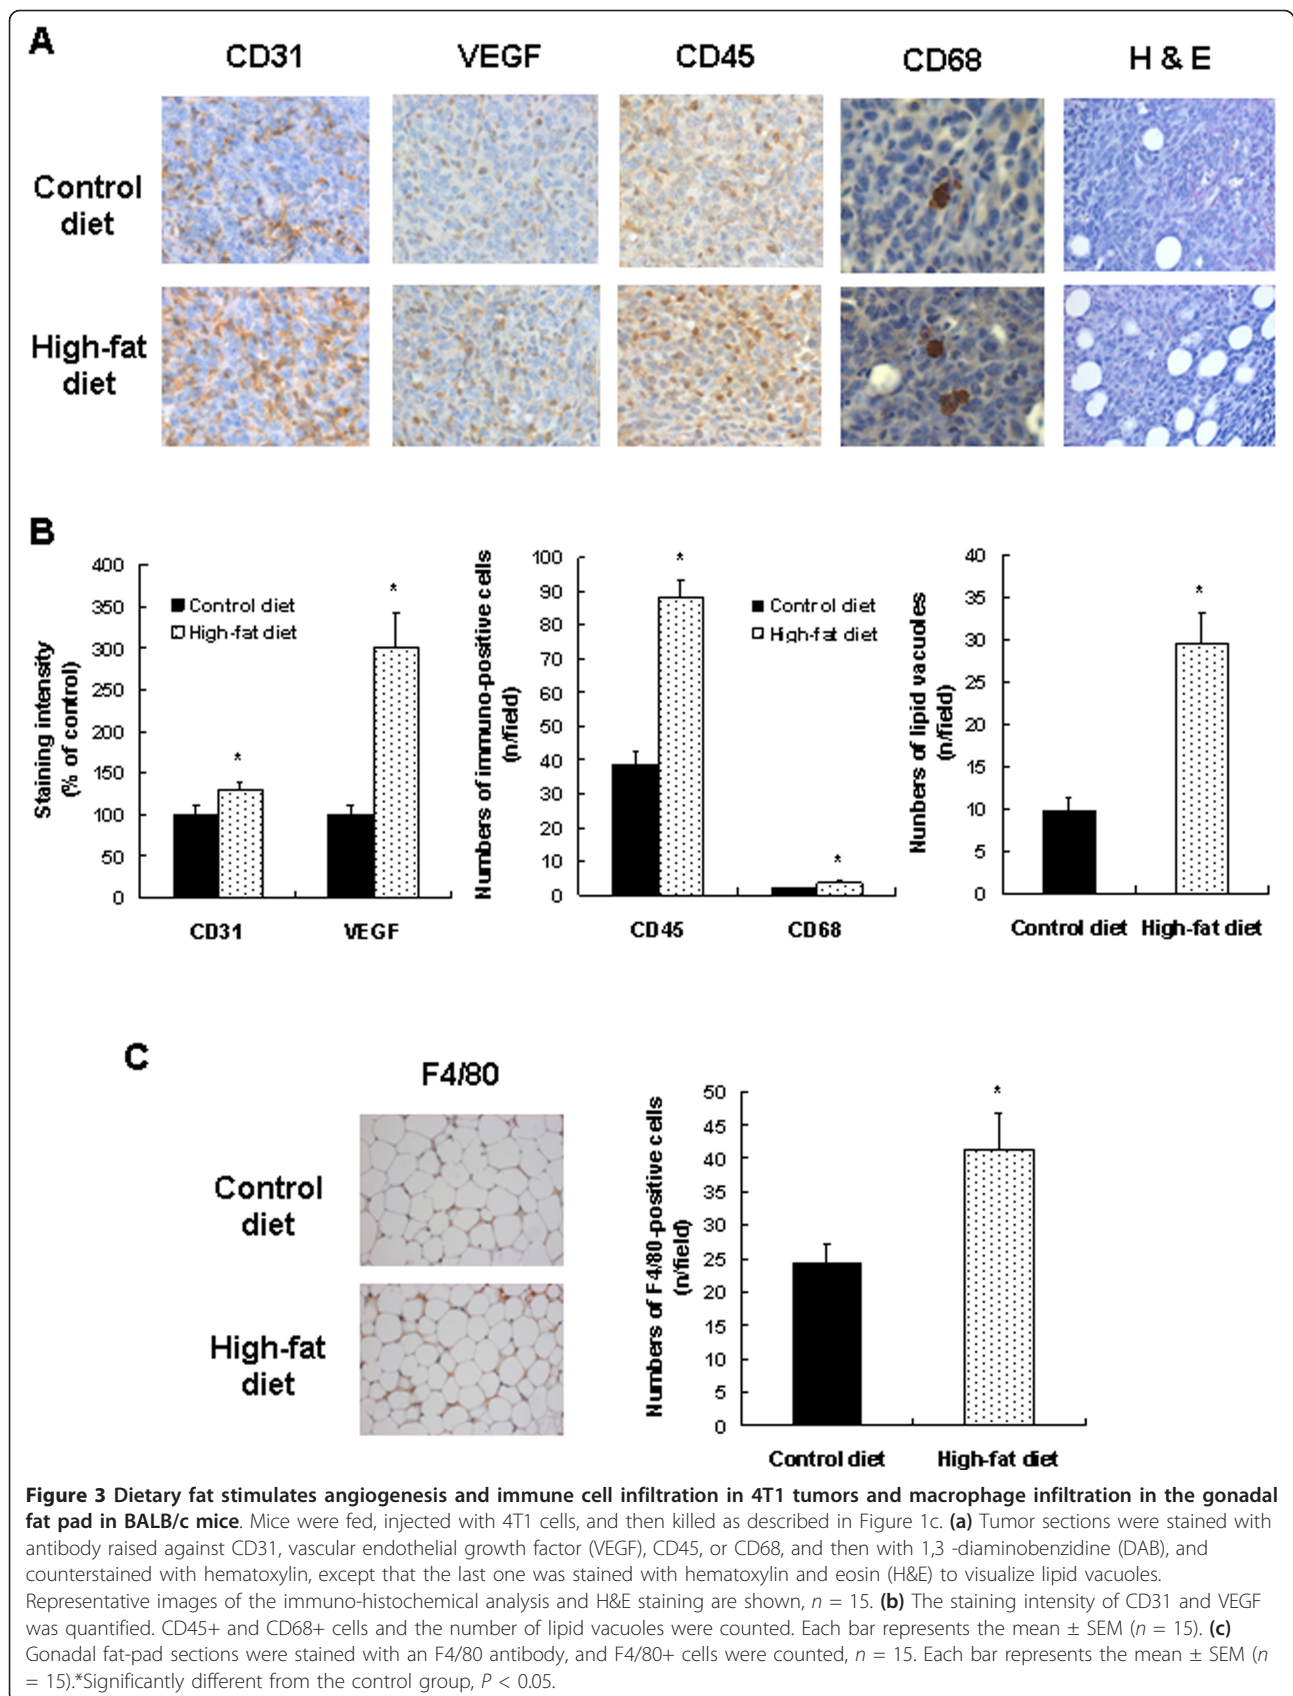 A
CD31 VEGF CD45 CD68 H & E
Control
diet
High-fat
diet
B
Staining intensity
(% of control)
400
350
300
250
200
150
100
50
0
Control diet
High-fat diet
*
*
CD31 VEGF
Numbers of immuno-positive cells
(n/field)
100
90
80
70
60
50
40
30
20
10
0
Control diet
High-fat diet
*
*
CD45 CD68
Nunbers of lipid vacuoles
(n/field)
40
35
30
25
20
15
10
5
0
*
Control diet High-fat diet
C
F4/80
Control
diet
High-fat
diet
Numbers of F4/80-positive cells
(n/field)
50
45
40
35
30
25
20
15
10
5
0
*
Control diet High-fat diet
Figure 3 Dietary fat stimulates angiogenesis and immune cell infiltration in 4T1 tumors and macrophage infiltration in the gonadal
fat pad in BALB/c mice. Mice were fed, injected with 4T1 cells, and then killed as described in Figure 1c. (a) Tumor sections were stained with
antibody raised against CD31, vascular endothelial growth factor (VEGF), CD45, or CD68, and then with 1,3 -diaminobenzidine (DAB), and
counterstained with hematoxylin, except that the last one was stained with hematoxylin and eosin (H&E) to visualize lipid vacuoles.
Representative images of the immuno-histochemical analysis and H&E staining are shown, n = 15. (b) The staining intensity of CD31 and VEGF
was quantified. CD45+ and CD68+ cells and the number of lipid vacuoles were counted. Each bar represents the mean ± SEM (n = 15). (c)
Gonadal fat-pad sections were stained with an F4/80 antibody, and F4/80+ cells were counted, n = 15. Each bar represents the mean ± SEM (n
= 15).*Significantly different from the control group, P < 0.05.